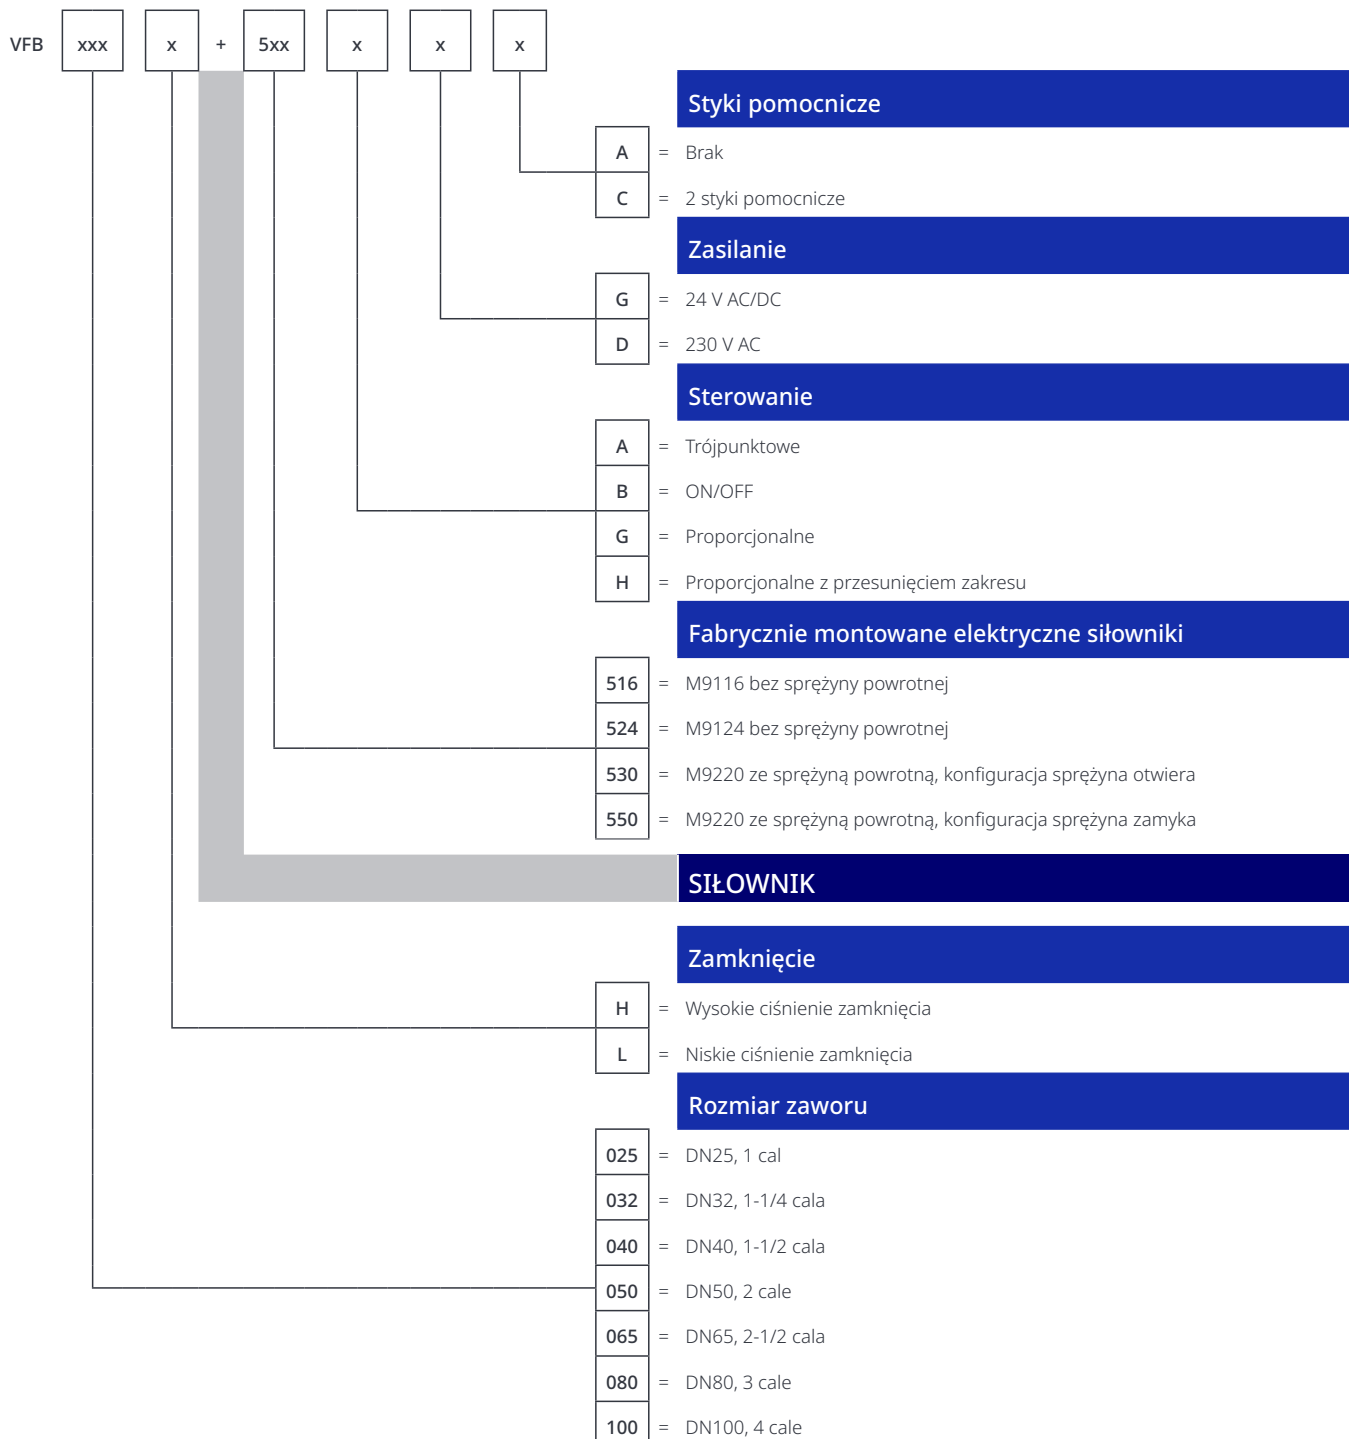 VFB xxx x + 5xx x x x
Styki pomocnicze
A = Brak
C = 2 styki pomocnicze
Zasilanie
G = 24 V AC/DC
D = 230 V AC
Sterowanie
A = Trójpunktowe
B = ON/OFF
G = Proporcjonalne
H = Proporcjonalne z przesunięciem zakresu
Fabrycznie montowane elektryczne siłowniki
516 = M9116 bez sprężyny powrotnej
524 = M9124 bez sprężyny powrotnej
530 = M9220 ze sprężyną powrotną, konfiguracja sprężyna otwiera
550 = M9220 ze sprężyną powrotną, konfiguracja sprężyna zamyka
SIŁOWNIK
Zamknięcie
H = Wysokie ciśnienie zamknięcia
L = Niskie ciśnienie zamknięcia
Rozmiar zaworu
025 = DN25, 1 cal
032 = DN32, 1-1/4 cala
040 = DN40, 1-1/2 cala
050 = DN50, 2 cale
065 = DN65, 2-1/2 cala
080 = DN80, 3 cale
100 = DN100, 4 cale